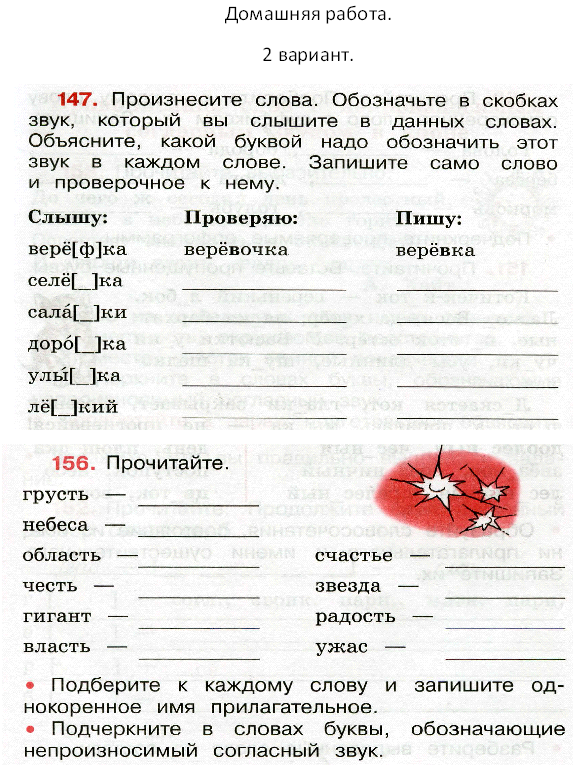 Домашняя работа.
2 вариант.
147. Произнесите слова. Обозначьте в скобках
звук, который вы слышите в данных словах.
Объясните, какой буквой надо обозначить этот
звук в каждом слове. Запишите само слово
и проверочное к нему.
Слышу: Проверяю: Пишу:
верё[ф]ка верёвочка верёвка
селё[_]ка
сала́[_]ки
доро́[_]ка
улы́[_]ка
лё[_]кий
156. Прочитайте.
грусть —
небеса —
область — счастье —
честь — звезда —
гигант — радость —
власть — ужас —
• Подберите к каждому слову и запишите од-
нокоренное имя прилагательное.
• Подчеркните в словах буквы, обозначающие
непроизносимый согласный звук.